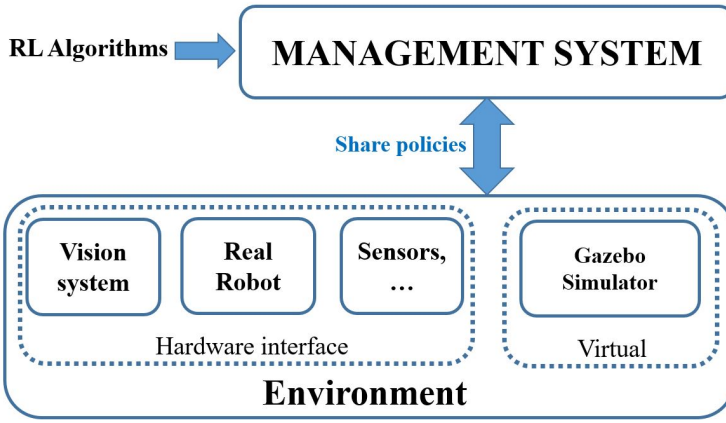 RL Algorithms
MANAGEMENT SYSTEM
Share policies
Vision
system
Real
Robot
Sensors,
…
Hardware interface
Gazebo
Simulator
Virtual
Environment